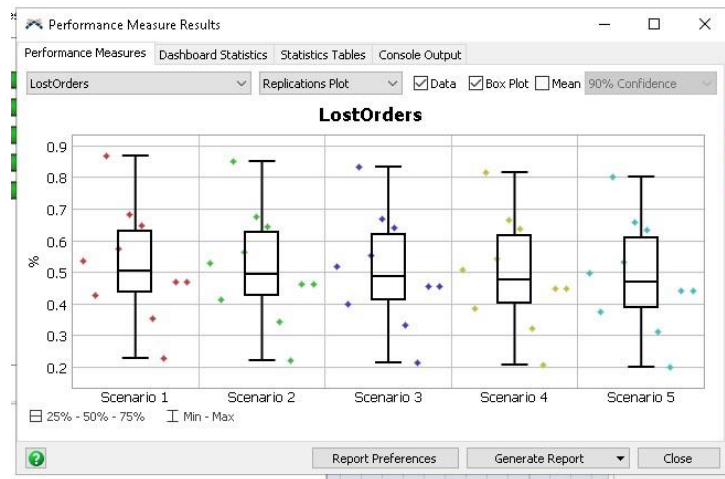 Performance Measure Results
Performance Measures Dashboard Statistics Statistics Tables Console Output
LostOrders Replications Plot Data Box Plot Mean 90% Confidence
LostOrders
0.9
0.8
0.7
0.6
%
0.5
0.4
0.3
0.2
Scenario 1 Scenario 2 Scenario 3 Scenario 4 Scenario 5
25% - 50% - 75% Min - Max
? Report Preferences Generate Report Close